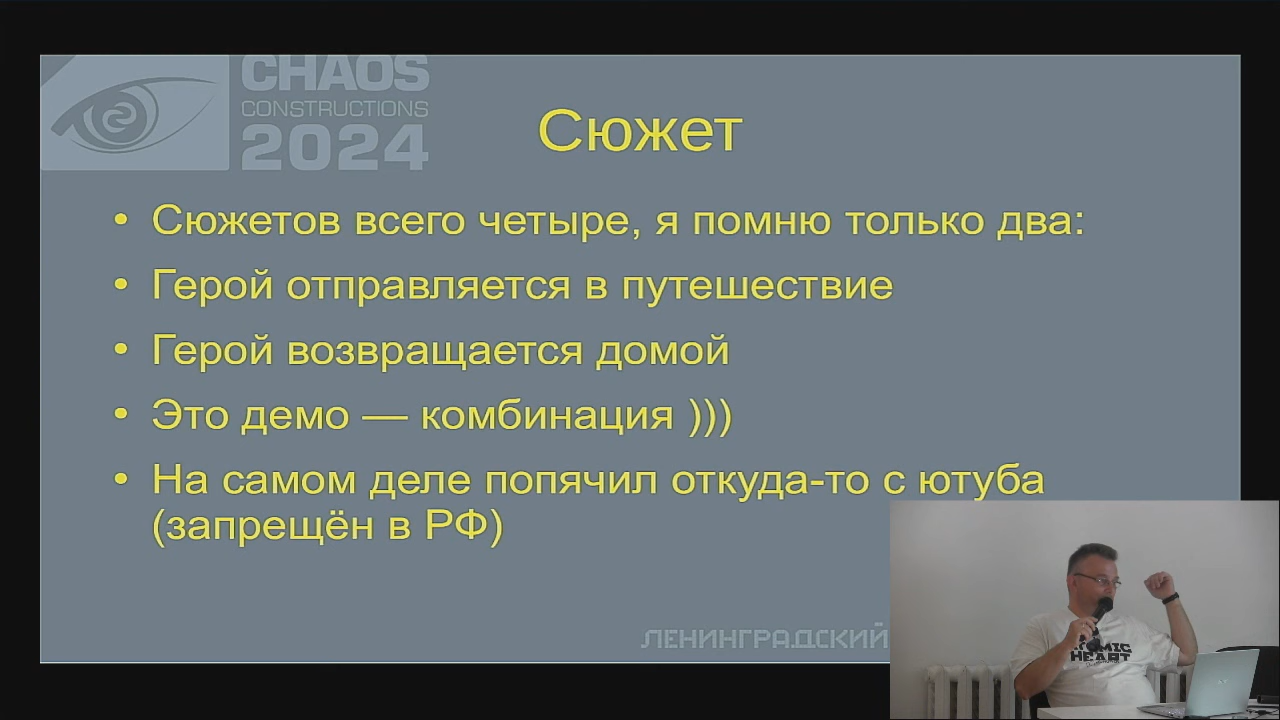 CHAOS
CONSTRUCTIONS
2024
Сюжет
• Сюжетов всего четыре, я помню только два:
• Герой отправляется в путешествие
• Герой возвращается домой
• Это демо — комбинация )))
• На самом деле попячил откуда-то с ютуба
(запрещён в РФ)
ЛЕНИНГРАДСКИЙ
HEART